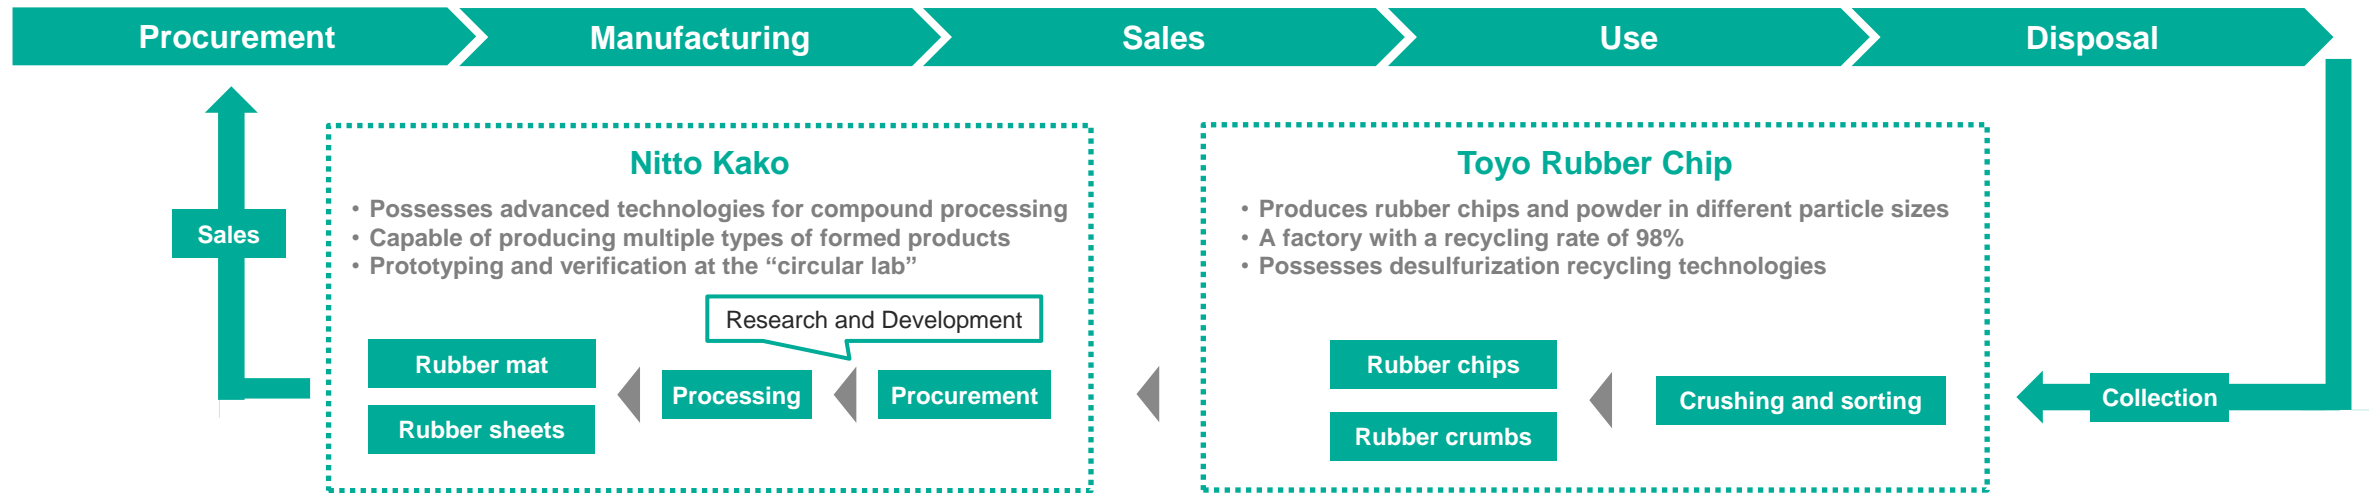 Procurement
Manufacturing
Sales
Use
Disposal
Nitto Kako
・Possesses advanced technologies for compound processing
・Capable of producing multiple types of formed products
・Prototyping and verification at the “circular lab”
Research and Development
Sales
Rubber mat
Rubber sheets
Processing
Procurement
Toyo Rubber Chip
・Produces rubber chips and powder in different particle sizes
・A factory with a recycling rate of 98%
・Possesses desulfurization recycling technologies
Rubber chips
Rubber crumbs
Crushing and sorting
Collection